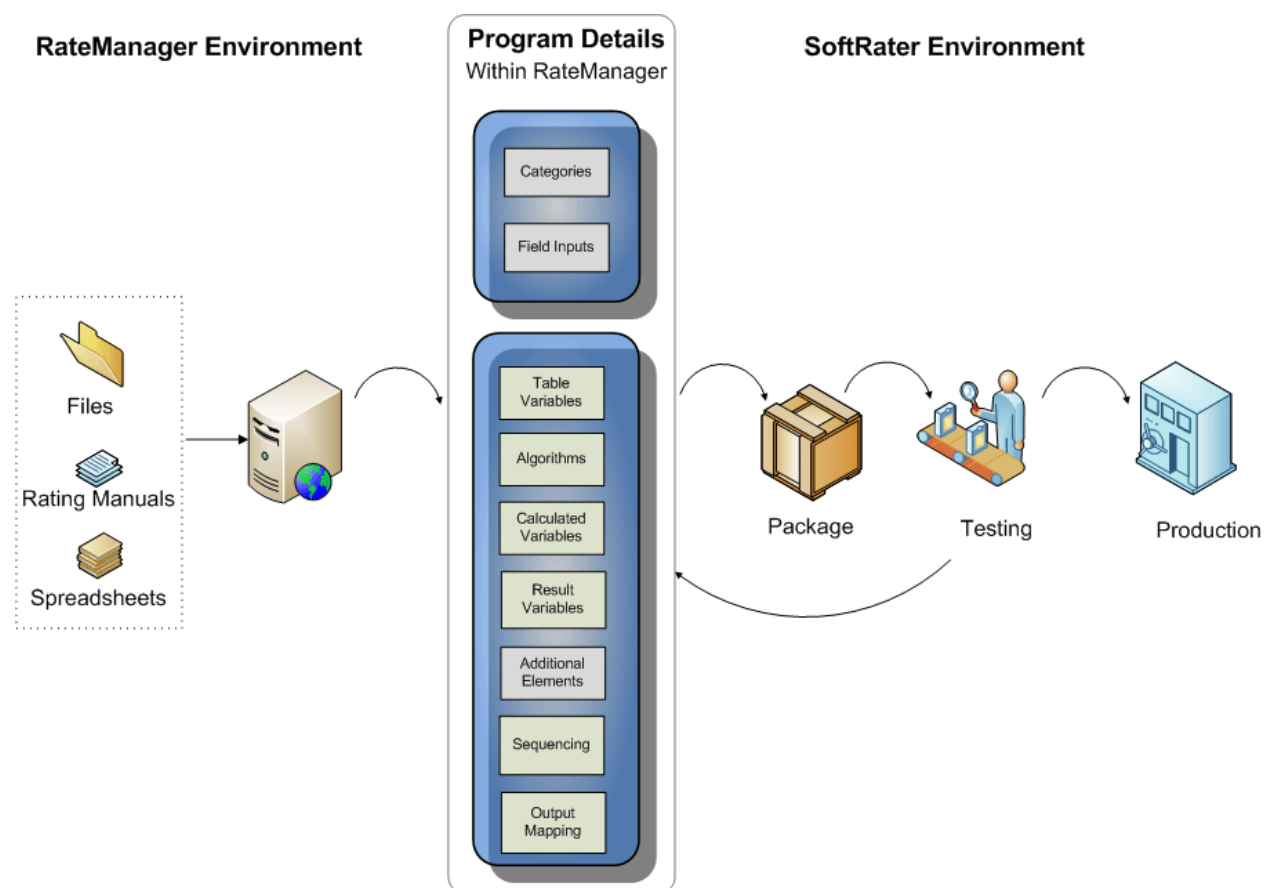 RateManager Environment
Program Details
Within RateManager
SoftRater Environment
Categories
Field Inputs
Files
Rating Manuals
Spreadsheets
Table
Variables
Algorithms
Calculated
Variables
Result
Variables
Additional
Elements
Sequencing
Output
Mapping
Package
Testing
Production